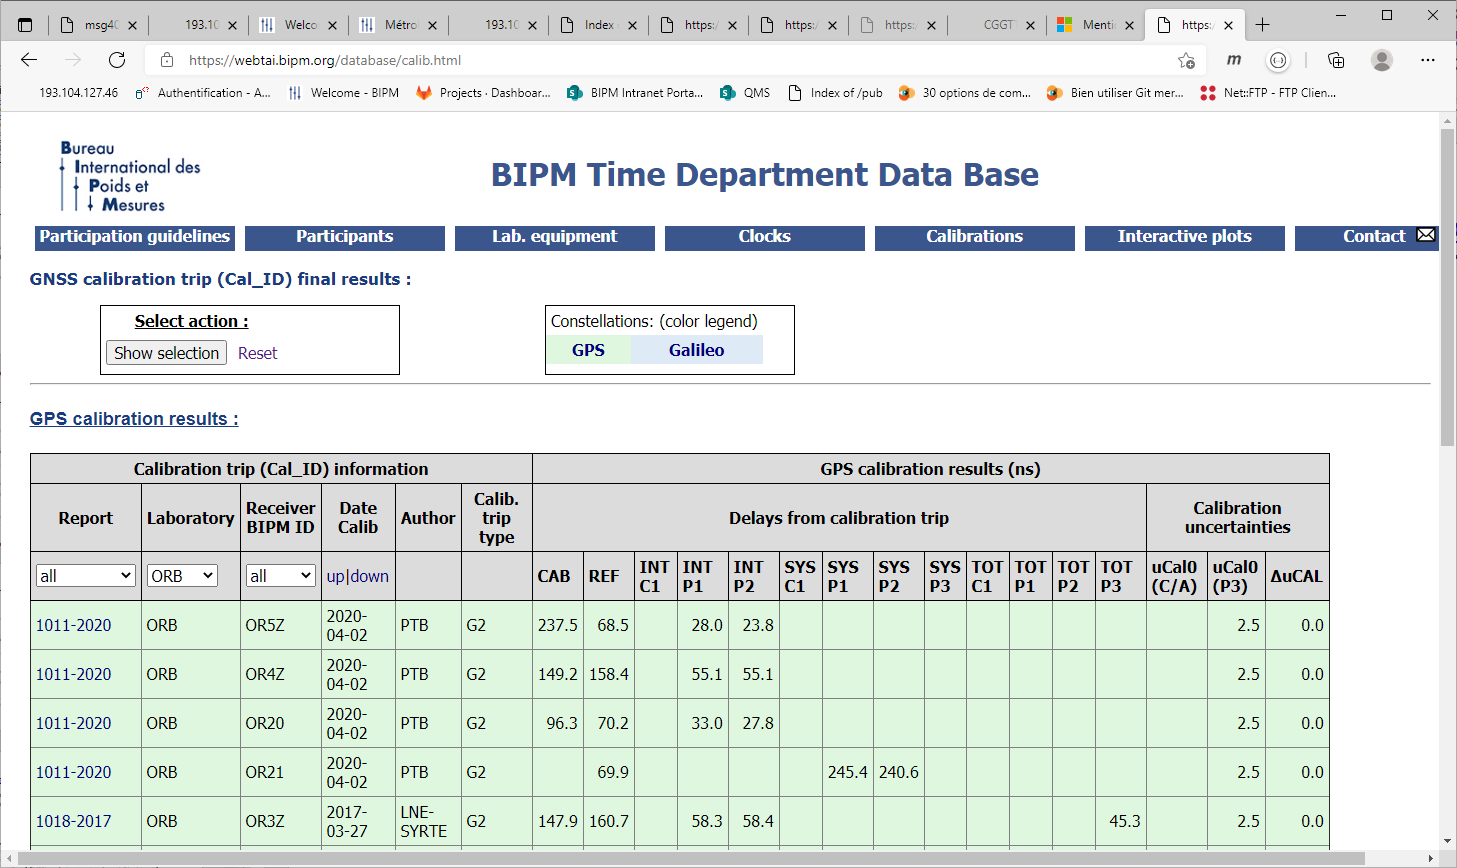 msg40 193.10 Welco Métro 193.10 Index https:/ https:/ https:/ CGGT Menti https:/
https://webtai.bipm.org/database/calib.html
193.104.127.46 Authentification - A... Welcome - BIPM Projects · Dashboar... BIPM Intranet Porta... QMS Index of /pub 30 options de com... Bien utiliser Git mer... Net::FTP - FTP Clien...
Bureau
International des
Poids et
Mesures
BIPM Time Department Data Base
Participation guidelines Participants Lab. equipment Clocks Calibrations Interactive plots Contact
GNSS calibration trip (Cal_ID) final results :
Select action :
Show selection Reset
Constellations: (color legend)
GPS Galileo
GPS calibration results :
Calibration trip (Cal_ID) information GPS calibration results (ns)
Report Laboratory Receiver BIPM ID Date Calib Author Calib. trip type Delays from calibration trip Calibration uncertainties
all ORB all up|down CAB REF INT C1 INT P1 INT P2 SYS C1 SYS P1 SYS P2 SYS P3 TOT C1 TOT P1 TOT P2 TOT P3 uCal0 (C/A) uCal0 (P3) ΔuCAL
1011-2020 ORB OR5Z 2020-04-02 PTB G2 237.5 68.5 28.0 23.8 2.5 0.0
1011-2020 ORB OR4Z 2020-04-02 PTB G2 149.2 158.4 55.1 55.1 2.5 0.0
1011-2020 ORB OR20 2020-04-02 PTB G2 96.3 70.2 33.0 27.8 2.5 0.0
1011-2020 ORB OR21 2020-04-02 PTB G2 69.9 245.4 240.6 2.5 0.0
1018-2017 ORB OR3Z 2017-03-27 LNE-SYRTE G2 147.9 160.7 58.3 58.4 45.3 2.5 0.0